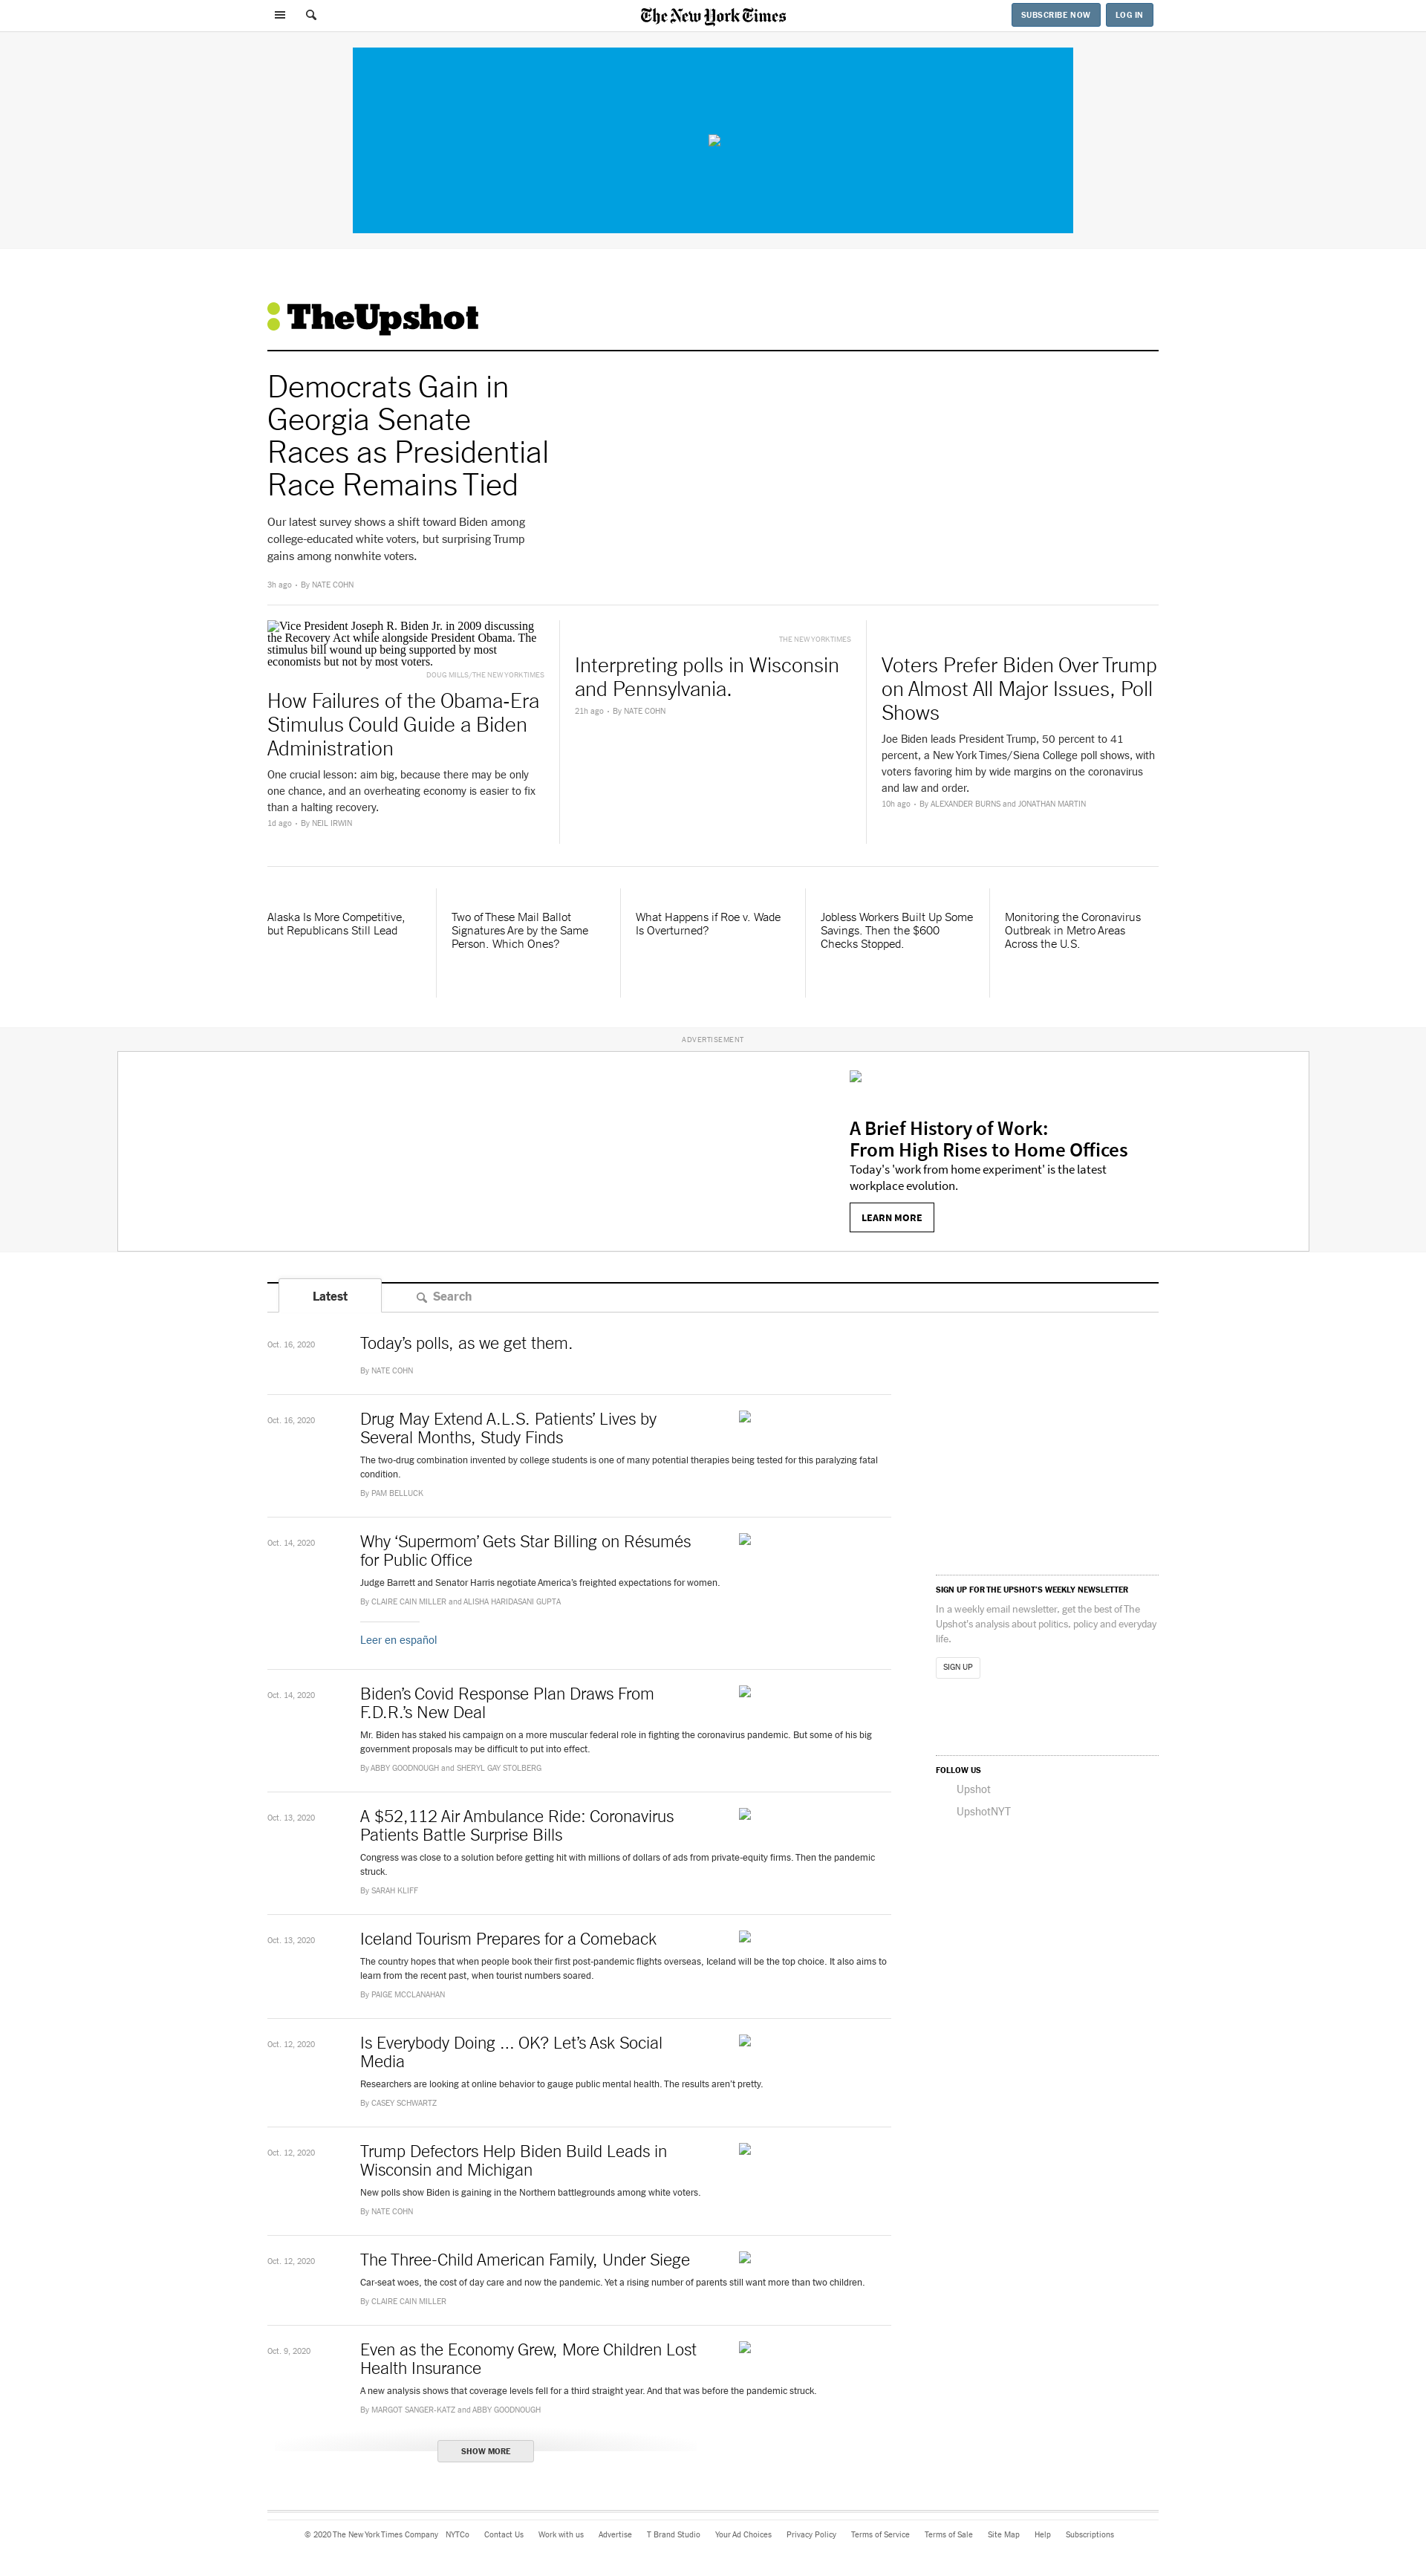 The New York Times
SUBSCRIBE NOW
LOG IN
TheUpshot
Democrats Gain in
Georgia Senate
Races as Presidential
Race Remains Tied
Our latest survey shows a shift toward Biden among
college-educated white voters, but surprising Trump
gains among nonwhite voters.
3h ago • By NATE COHN
Vice President Joseph R. Biden Jr. in 2009 discussing
the Recovery Act while alongside President Obama. The
stimulus bill wound up being supported by most
economists but not by most voters.
DOUG MILLS/THE NEW YORK TIMES
How Failures of the Obama-Era
Stimulus Could Guide a Biden
Administration
One crucial lesson: aim big, because there may be only
one chance, and an overheating economy is easier to fix
than a halting recovery.
1d ago • By NEIL IRWIN
THE NEW YORK TIMES
Interpreting polls in Wisconsin
and Pennsylvania.
21h ago • By NATE COHN
Voters Prefer Biden Over Trump
on Almost All Major Issues, Poll
Shows
Joe Biden leads President Trump, 50 percent to 41
percent, a New York Times/Siena College poll shows, with
voters favoring him by wide margins on the coronavirus
and law and order.
10h ago • By ALEXANDER BURNS and JONATHAN MARTIN
Alaska Is More Competitive,
but Republicans Still Lead
Two of These Mail Ballot
Signatures Are by the Same
Person. Which Ones?
What Happens if Roe v. Wade
Is Overturned?
Jobless Workers Built Up Some
Savings. Then the $600
Checks Stopped.
Monitoring the Coronavirus
Outbreak in Metro Areas
Across the U.S.
ADVERTISEMENT
A Brief History of Work:
From High Rises to Home Offices
Today's 'work from home experiment' is the latest
workplace evolution.
LEARN MORE
Latest
Search
Oct. 16, 2020
Today’s polls, as we get them.
By NATE COHN
Oct. 16, 2020
Drug May Extend A.L.S. Patients’ Lives by
Several Months, Study Finds
The two-drug combination invented by college students is one of many potential therapies being tested for this paralyzing fatal
condition.
By PAM BELLUCK
Oct. 14, 2020
Why ‘Supermom’ Gets Star Billing on Résumés
for Public Office
Judge Barrett and Senator Harris negotiate America’s freighted expectations for women.
By CLAIRE CAIN MILLER and ALISHA HARIDASANI GUPTA
Leer en español
Oct. 14, 2020
Biden’s Covid Response Plan Draws From
F.D.R.’s New Deal
Mr. Biden has staked his campaign on a more muscular federal role in fighting the coronavirus pandemic. But some of his big
government proposals may be difficult to put into effect.
By ABBY GOODNOUGH and SHERYL GAY STOLBERG
Oct. 13, 2020
A $52,112 Air Ambulance Ride: Coronavirus
Patients Battle Surprise Bills
Congress was close to a solution before getting hit with millions of dollars of ads from private-equity firms. Then the pandemic
struck.
By SARAH KLIFF
Oct. 13, 2020
Iceland Tourism Prepares for a Comeback
The country hopes that when people book their first post-pandemic flights overseas, Iceland will be the top choice. It also aims to
learn from the recent past, when tourist numbers soared.
By PAIGE MCCLANAHAN
Oct. 12, 2020
Is Everybody Doing ... OK? Let’s Ask Social
Media
Researchers are looking at online behavior to gauge public mental health. The results aren’t pretty.
By CASEY SCHWARTZ
Oct. 12, 2020
Trump Defectors Help Biden Build Leads in
Wisconsin and Michigan
New polls show Biden is gaining in the Northern battlegrounds among white voters.
By NATE COHN
Oct. 12, 2020
The Three-Child American Family, Under Siege
Car-seat woes, the cost of day care and now the pandemic. Yet a rising number of parents still want more than two children.
By CLAIRE CAIN MILLER
Oct. 9, 2020
Even as the Economy Grew, More Children Lost
Health Insurance
A new analysis shows that coverage levels fell for a third straight year. And that was before the pandemic struck.
By MARGOT SANGER-KATZ and ABBY GOODNOUGH
SHOW MORE
SIGN UP FOR THE UPSHOT'S WEEKLY NEWSLETTER
In a weekly email newsletter, get the best of The
Upshot's analysis about politics, policy and everyday
life.
SIGN UP
FOLLOW US
Upshot
UpshotNYT
© 2020 The New York Times Company NYTCo Contact Us Work with us Advertise T Brand Studio Your Ad Choices Privacy Policy Terms of Service Terms of Sale Site Map Help Subscriptions